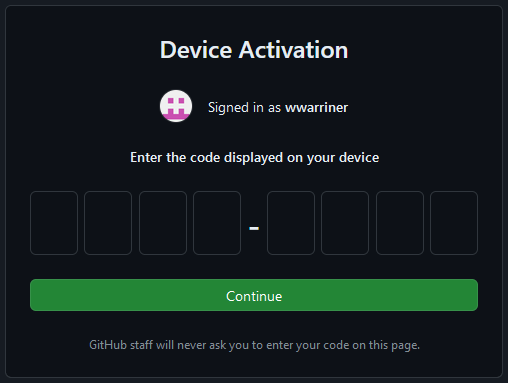 Device Activation
Signed in as wwarriner
Enter the code displayed on your device
-
Continue
GitHub staff will never ask you to enter your code on this page.